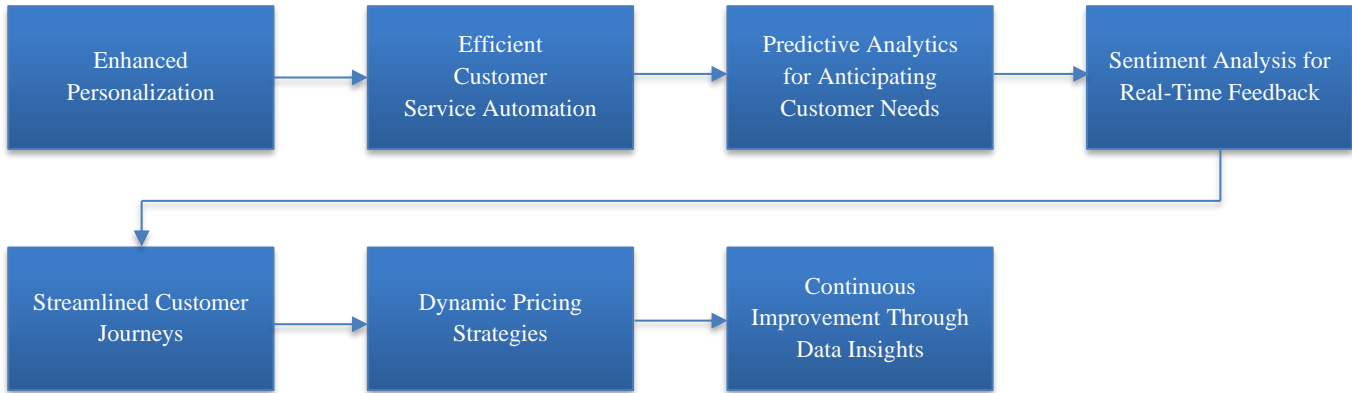 Enhanced
Personalization
Efficient
Customer
Service Automation
Predictive Analytics
for Anticipating
Customer Needs
Sentiment Analysis for
Real-Time Feedback
Streamlined Customer
Journeys
Dynamic Pricing
Strategies
Continuous
Improvement Through
Data Insights